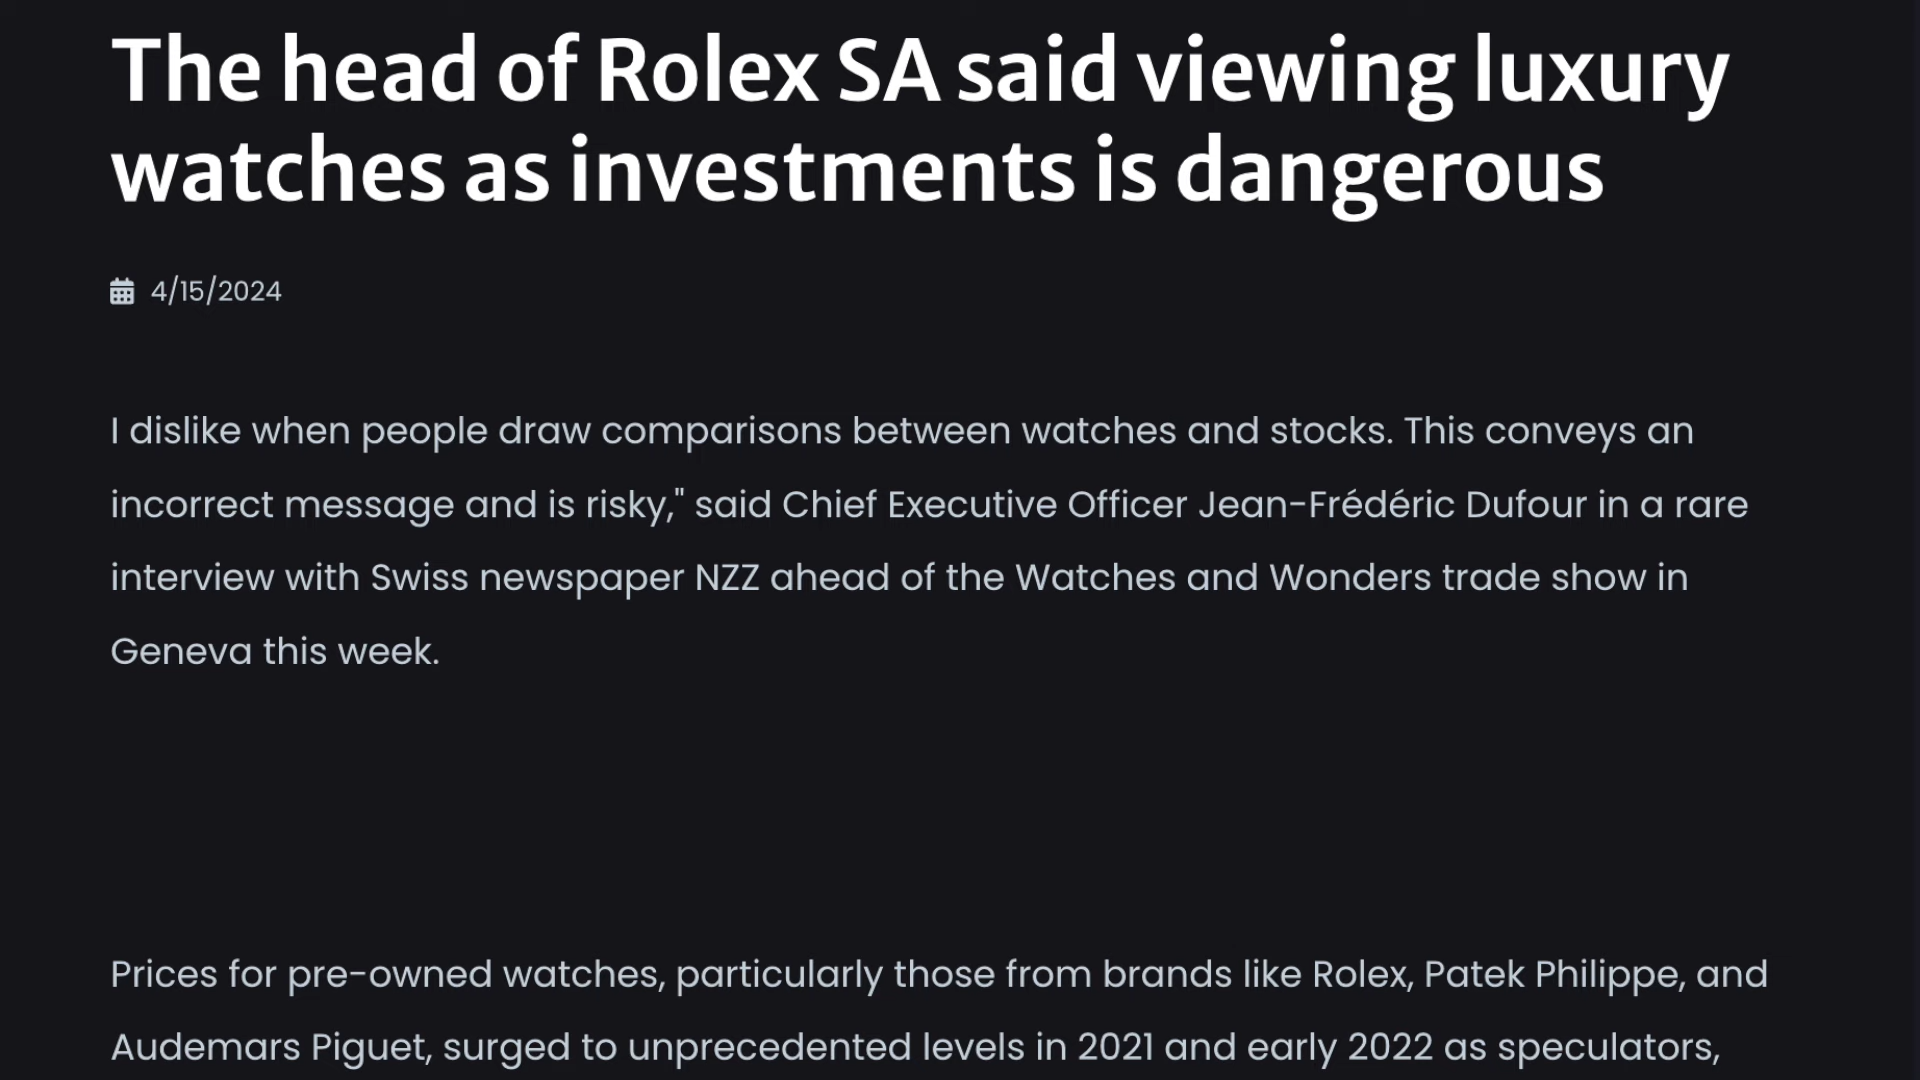 The head of Rolex SA said viewing luxury
watches as investments is dangerous
4/15/2024
I dislike when people draw comparisons between watches and stocks. This conveys an
incorrect message and is risky," said Chief Executive Officer Jean-Frédéric Dufour in a rare
interview with Swiss newspaper NZZ ahead of the Watches and Wonders trade show in
Geneva this week.
Prices for pre-owned watches, particularly those from brands like Rolex, Patek Philippe, and
Audemars Piguet, surged to unprecedented levels in 2021 and early 2022 as speculators,